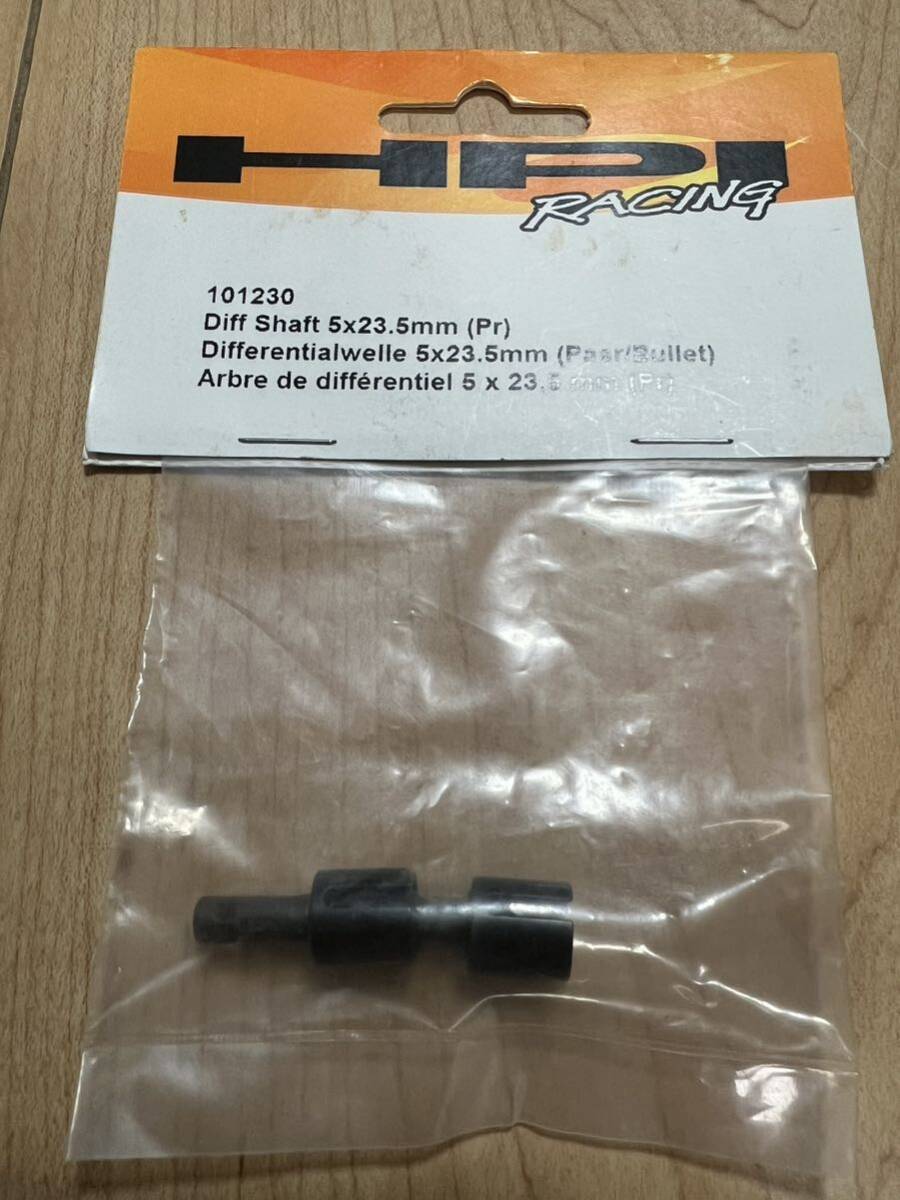 HPI
RACING
101230
Diff Shaft 5x23.5mm (Pr)
Differentialwelle 5x23.5mm (Paar/Bullet)
Arbre de différentiel 5 x 23.5 mm (Pr)